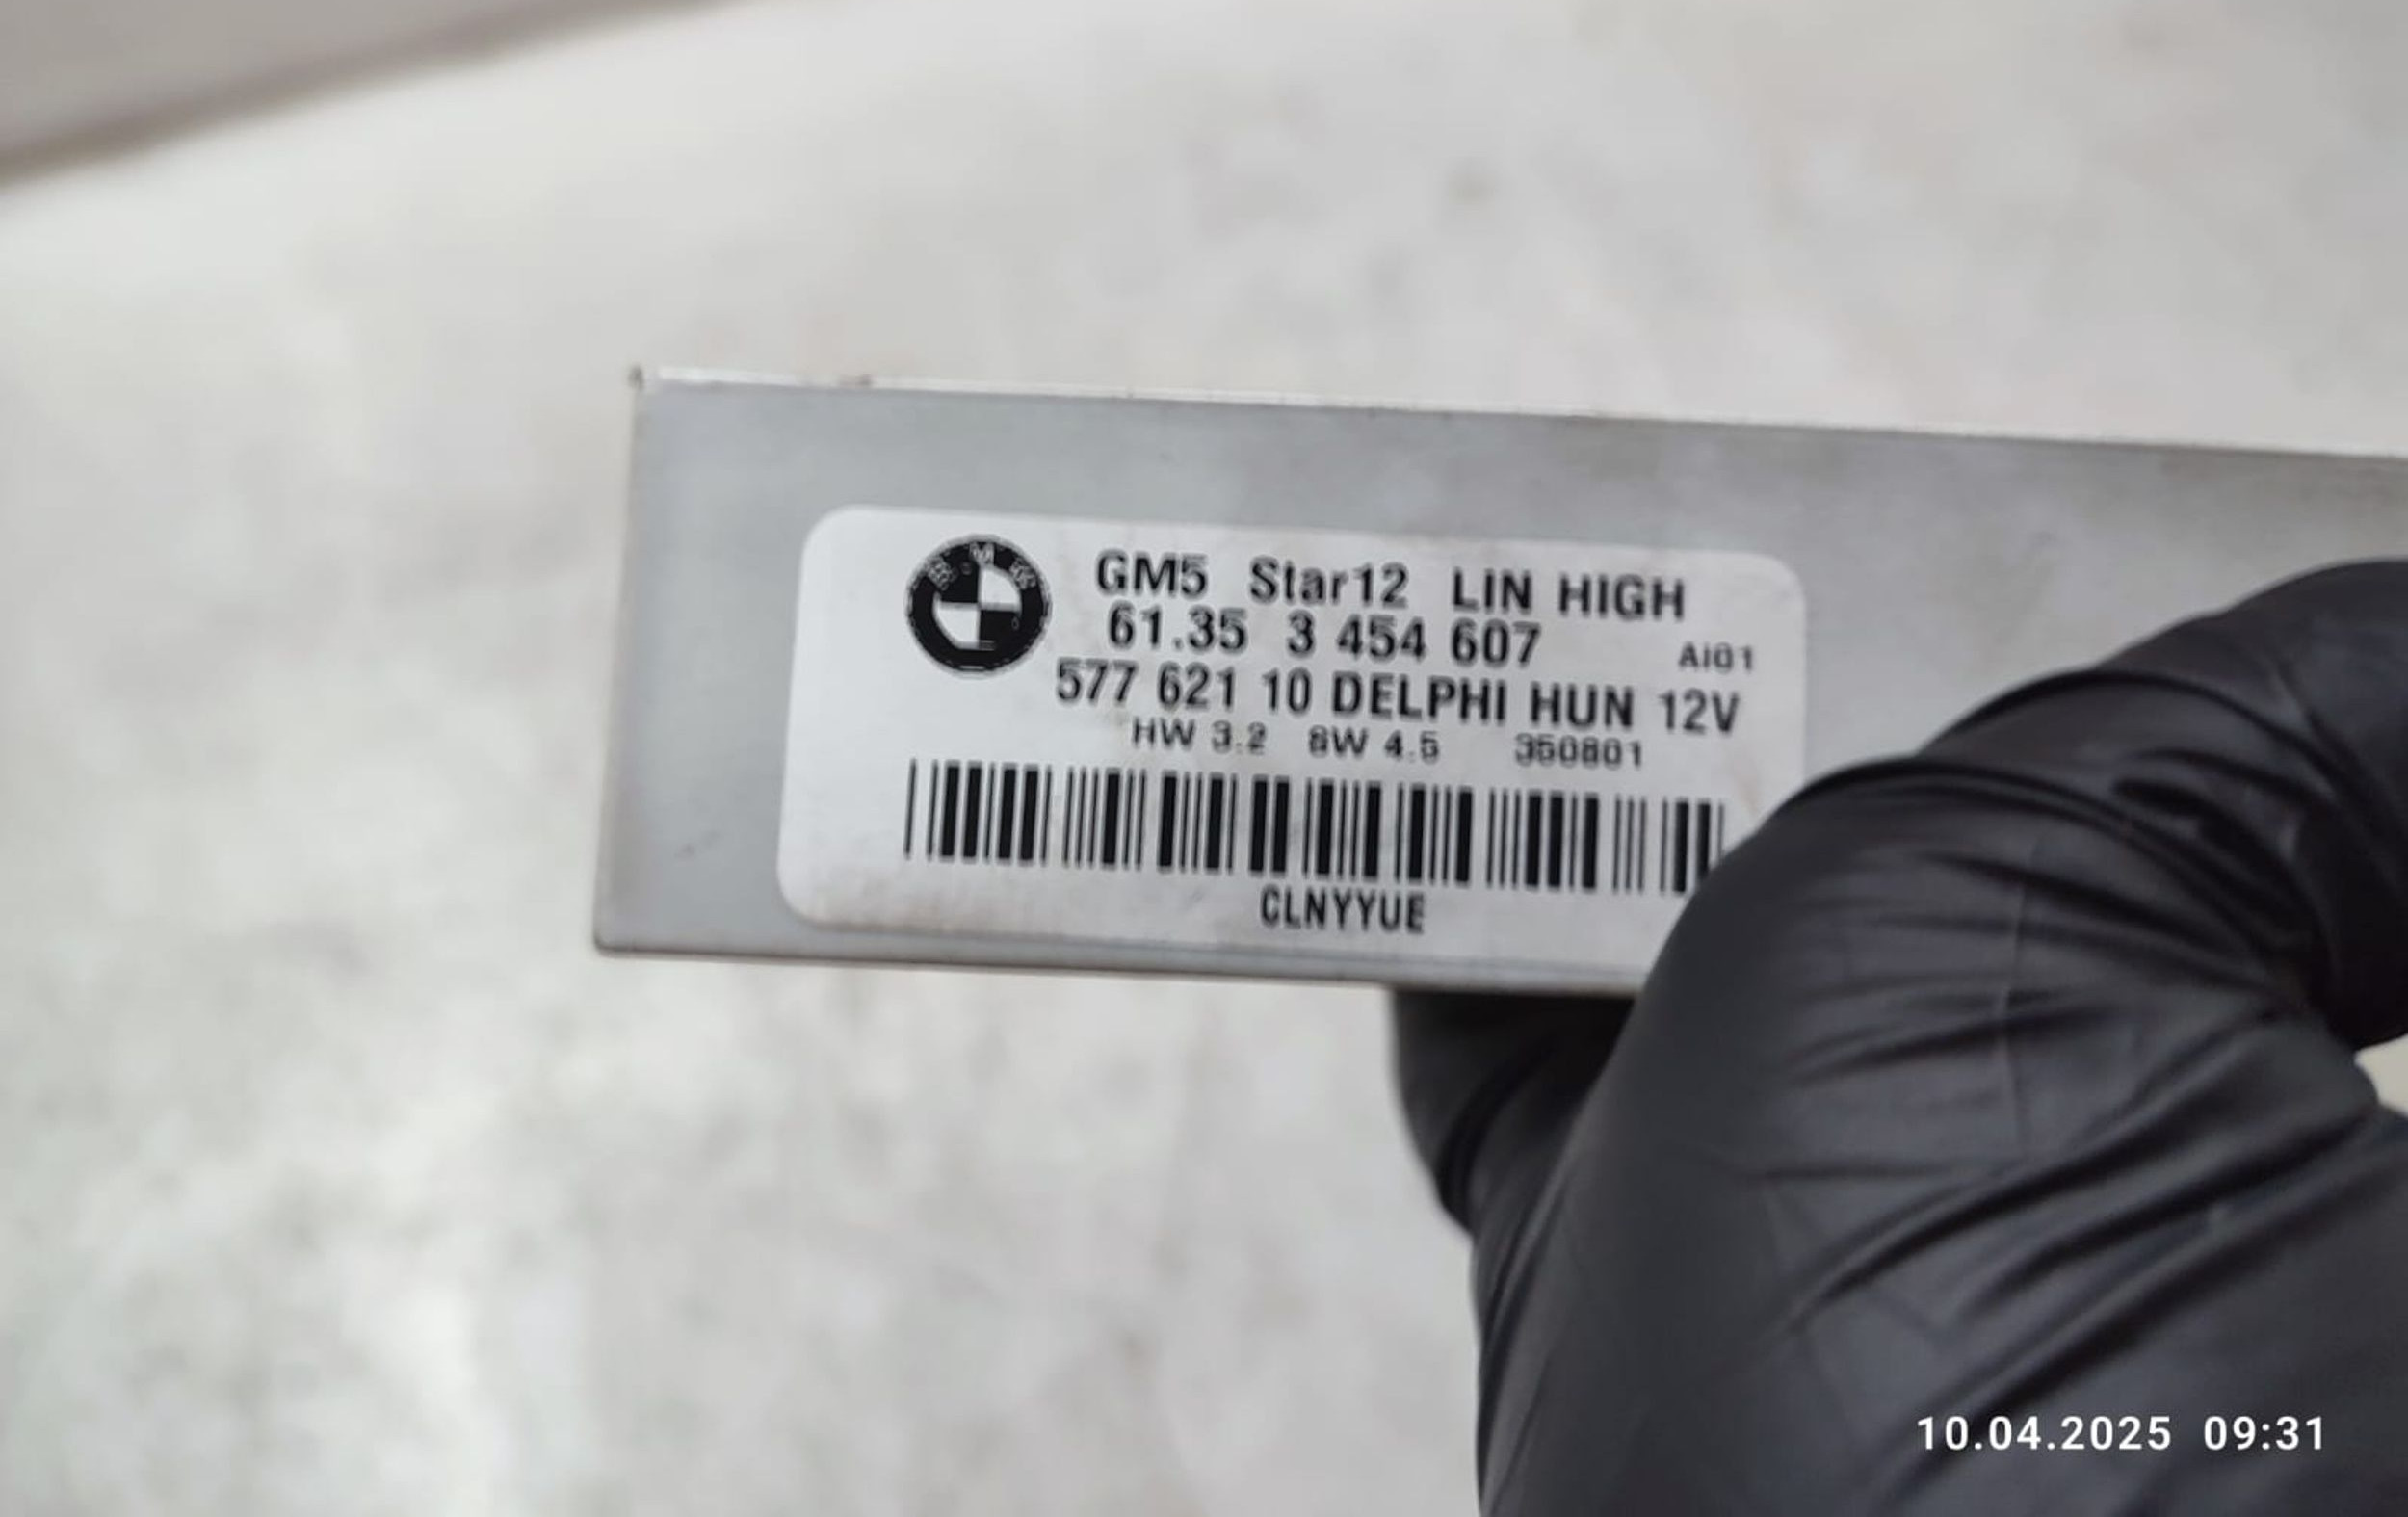 BMW
GM5 Star12 LIN HIGH
61.35 3 454 607 AI01
577 621 10 DELPHI HUN 12V
HW 3.2 SW 4.5 350801
CLNYYUE
10.04.2025 09:31